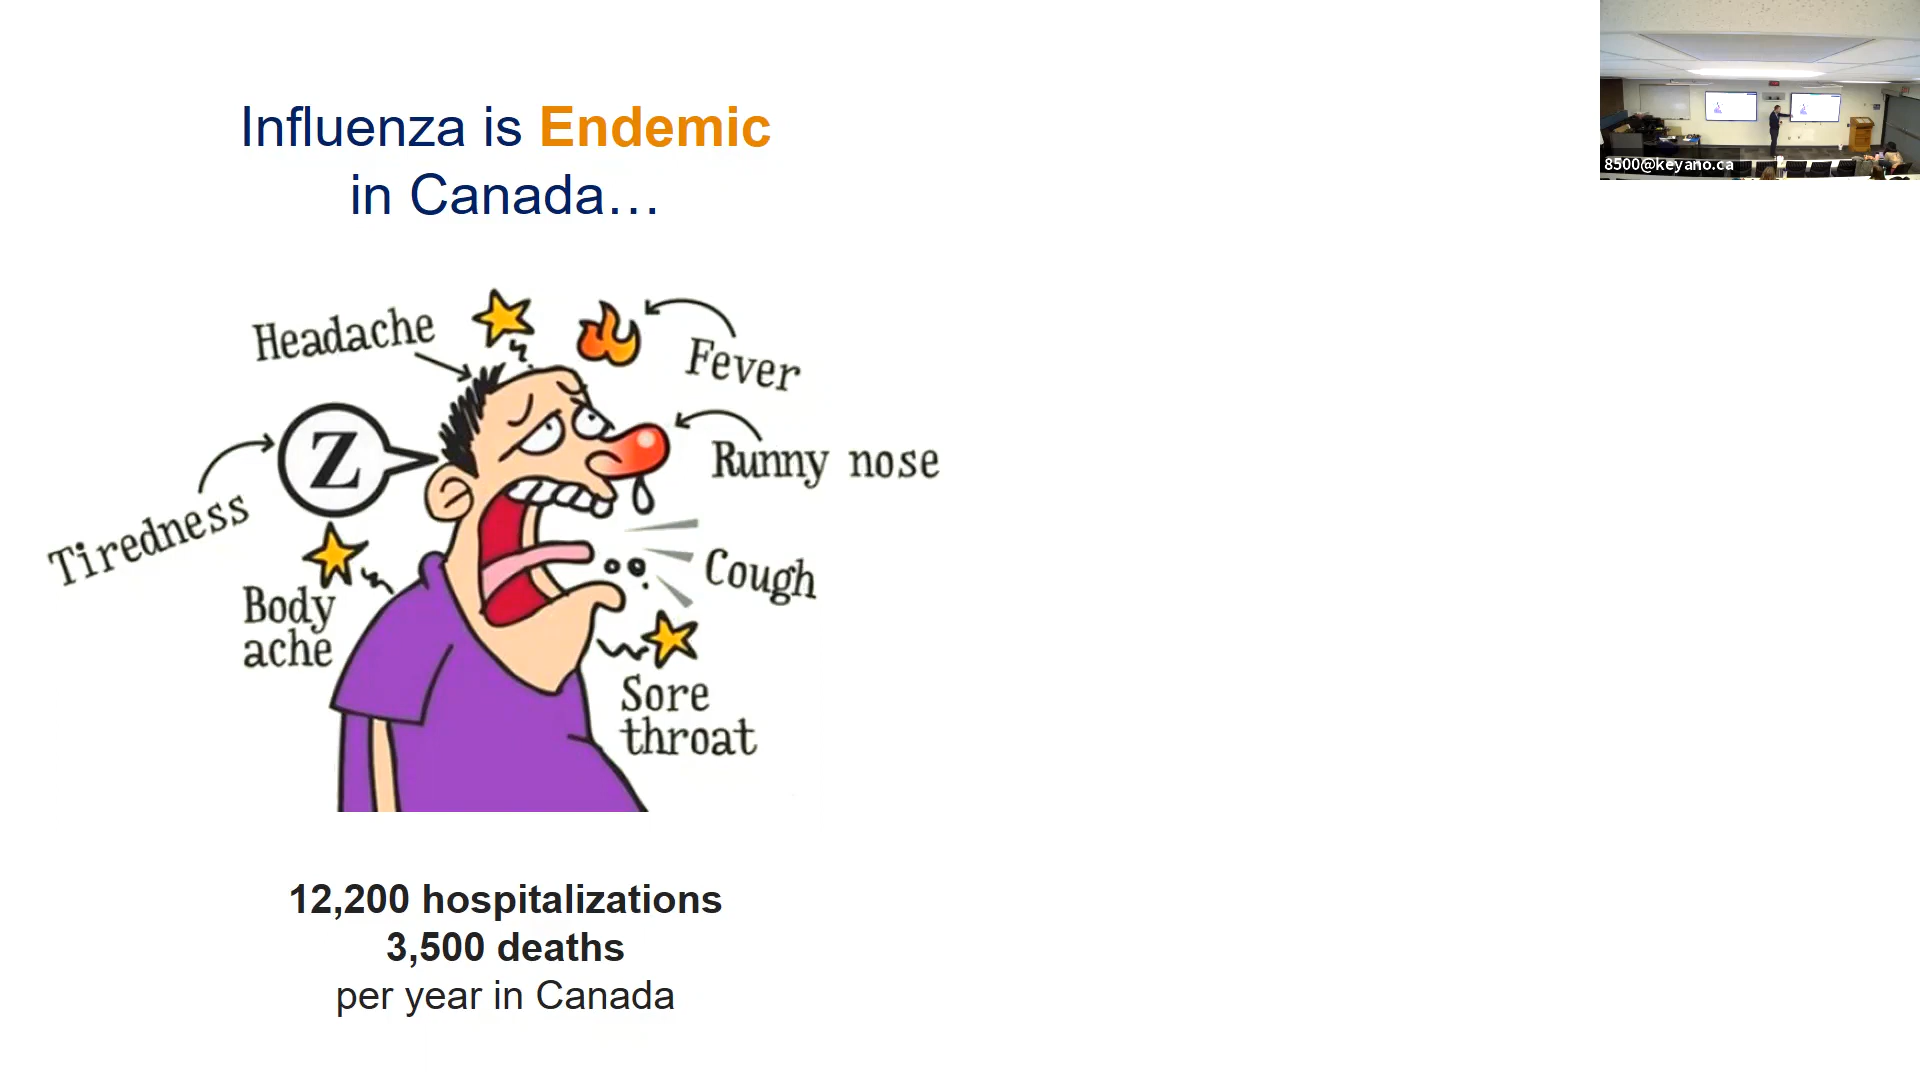 Influenza is Endemic
in Canada…
Headache
Fever
Runny nose
Tiredness
Z
Body
ache
Cough
Sore
throat
12,200 hospitalizations
3,500 deaths
per year in Canada
8500@keyano.ca